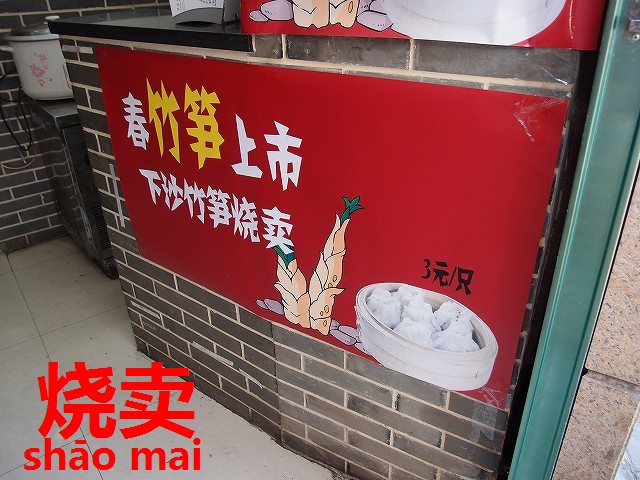 春竹笋上市
下沙竹笋烧卖
3元/只
烧卖
shāo mai